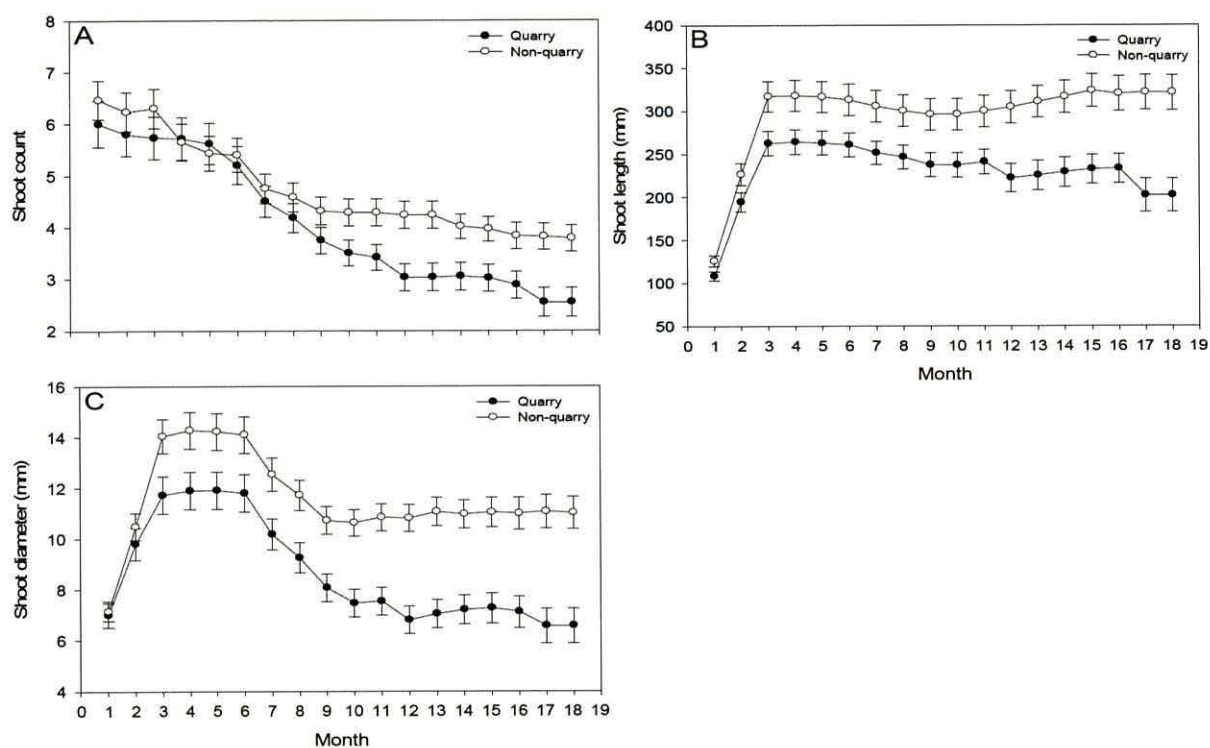 A
Quarry
Non-quarry
Shoot count
8
7
6
5
4
3
2
B
Quarry
Non-quarry
Shoot length (mm)
400
350
300
250
200
150
100
50
0 1 2 3 4 5 6 7 8 9 10 11 12 13 14 15 16 17 18 19
Month
C
Quarry
Non-quarry
Shoot diameter (mm)
16
14
12
10
8
6
4
0 1 2 3 4 5 6 7 8 9 10 11 12 13 14 15 16 17 18 19
Month